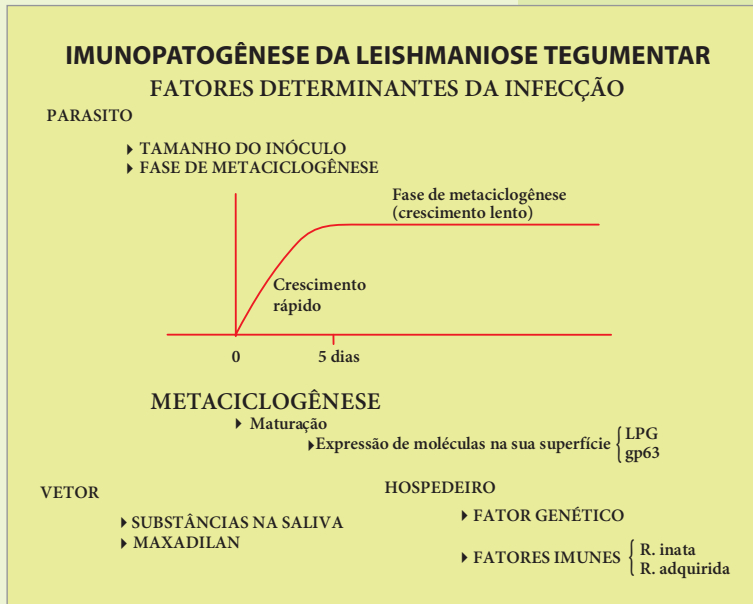 IMUNOPATOGÊNESE DA LEISHMANIOSE TEGUMENTAR
FATORES DETERMINANTES DA INFECÇÃO
PARASITO
TAMANHO DO INÓCULO
FASE DE METACICLOGÊNESE
Fase de metaciclogênese
(crescimento lento)
Crescimento
rápido
0 5 dias
METACICLOGÊNESE
Maturação
Expressão de moléculas na sua superfície { LPG
gp63
VETOR
SUBSTÂNCIAS NA SALIVA
MAXADILAN
HOSPEDEIRO
FATOR GENÉTICO
FATORES IMUNES { R. inata
R. adquirida